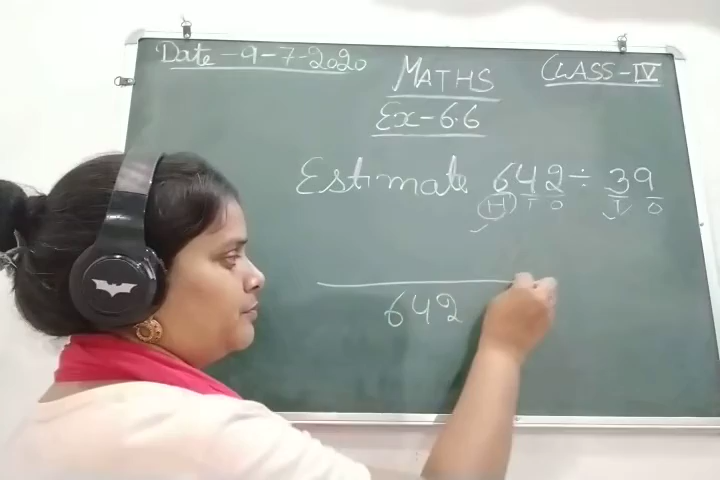 Date-9-7-2020
MATHS
CLASS-IV
Ex-6.6
Estimate 642 ÷ 39
H T O T O
642